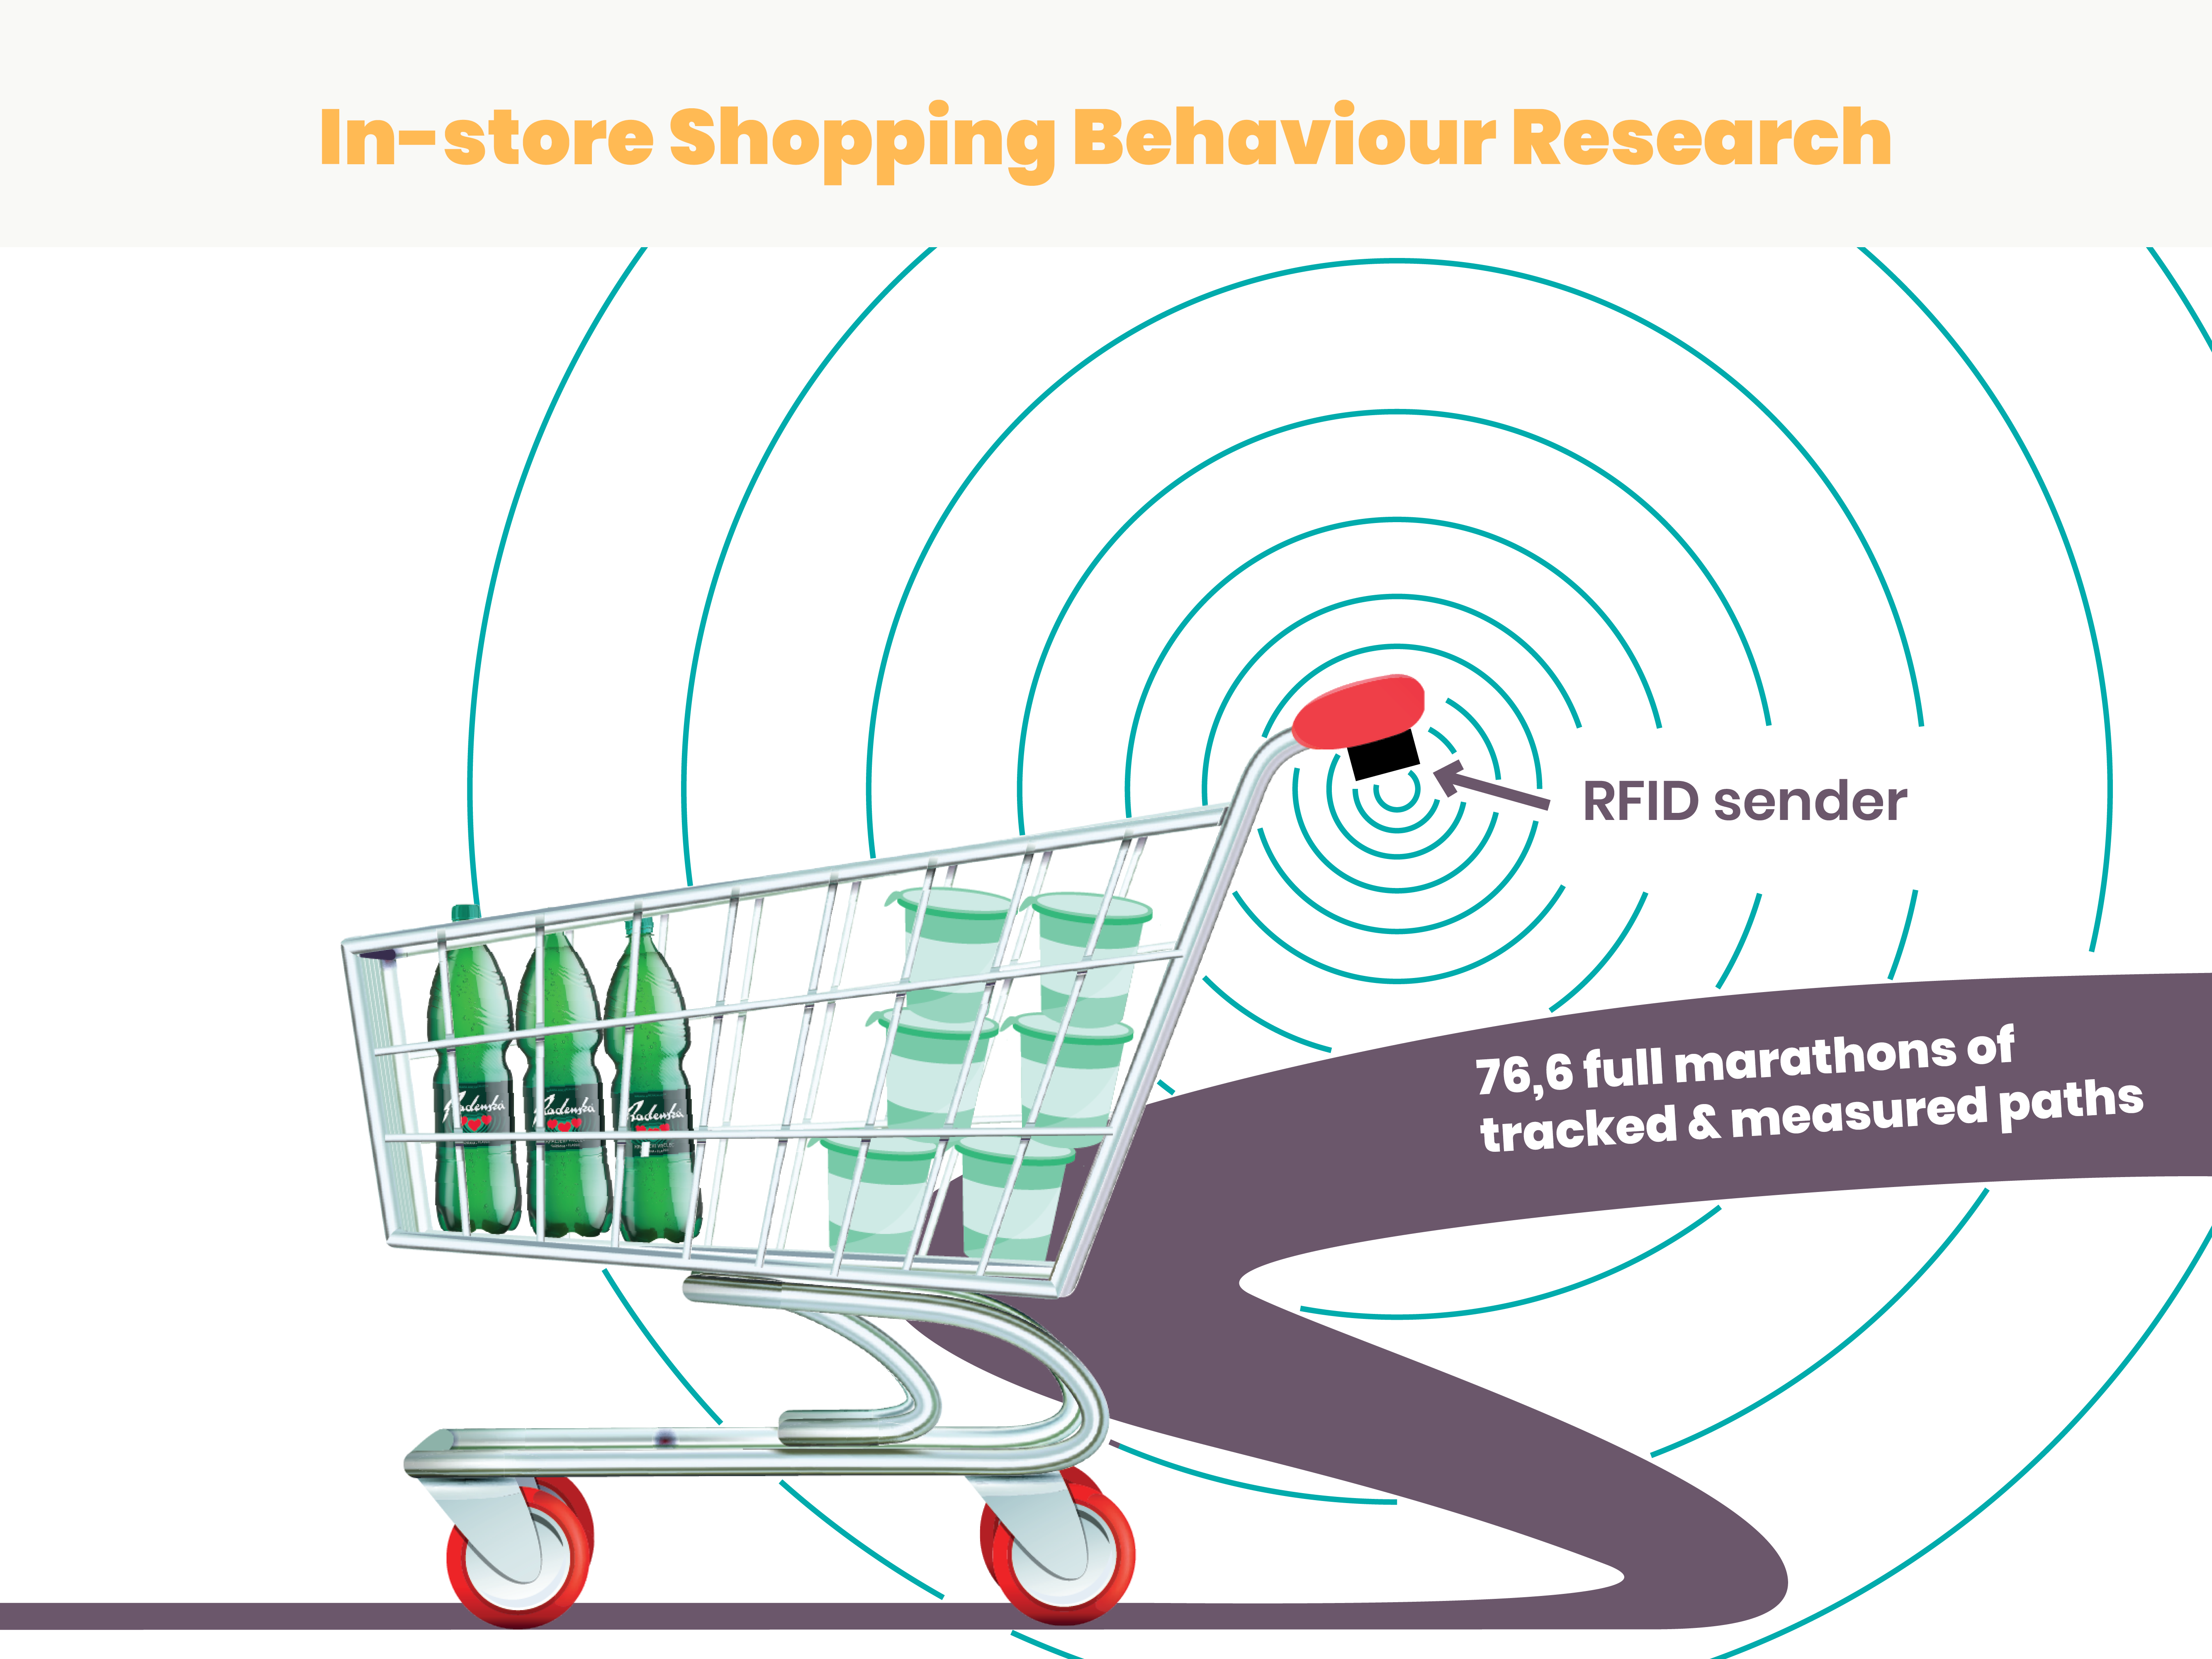 In-store Shopping Behaviour Research
RFID sender
76,6 full marathons of
tracked & measured paths
Radenska
Radenska
Radenska